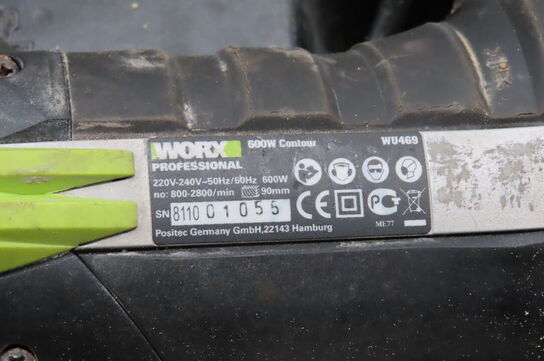 WORX 600W Contour WU469
PROFESSIONAL
220V-240V~50Hz/60Hz 600W
no: 800-2800/min 90mm
SN 8110 01055
Positec Germany GmbH,22143 Hamburg
ME77